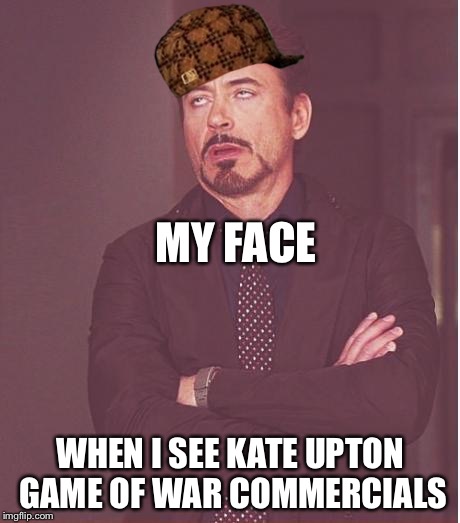 MY FACE
WHEN I SEE KATE UPTON
GAME OF WAR COMMERCIALS
imgflip.com